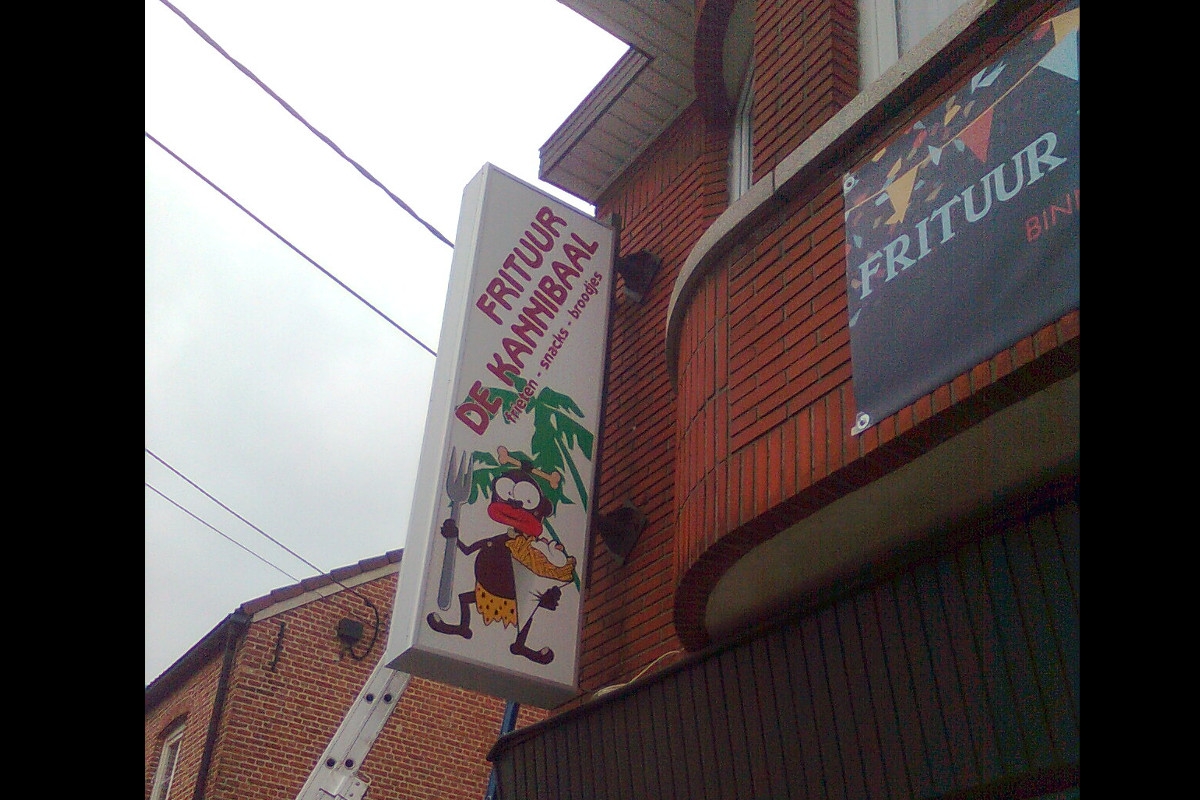 FRITUUR
DE KANNIBAAL
frieten - snacks - broodjes
FRITUUR